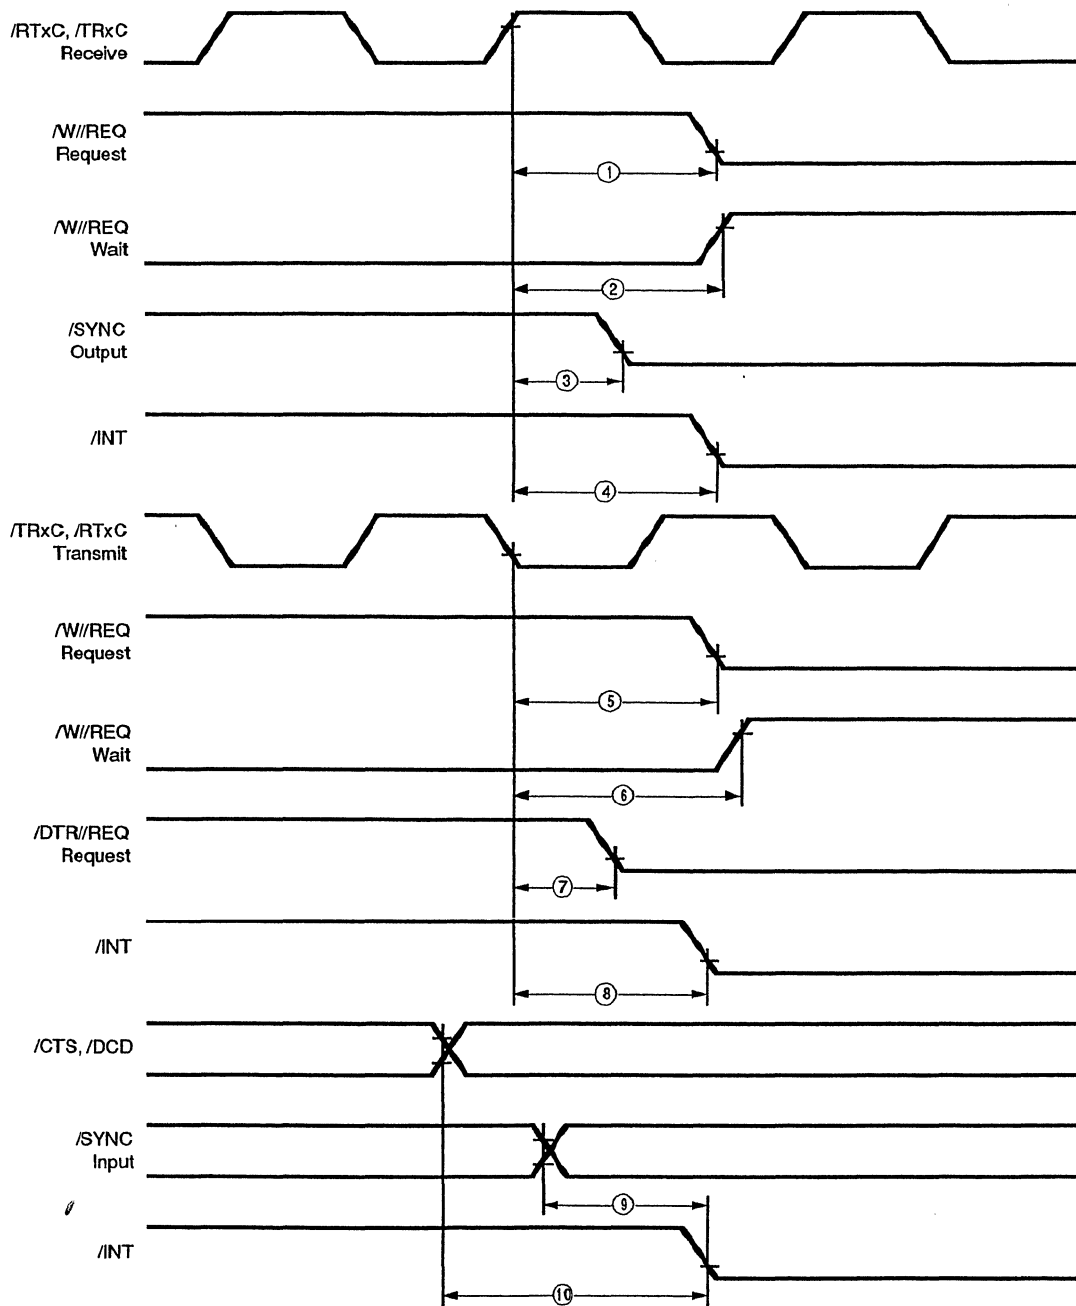 /RTxC, /TRxC
Receive
/W//REQ
Request
1
/W//REQ
Wait
2
/SYNC
Output
3
/INT
4
/TRxC, /RTxC
Transmit
/W//REQ
Request
5
/W//REQ
Wait
6
/DTR//REQ
Request
7
/INT
8
/CTS, /DCD
/SYNC
Input
9
/INT
10